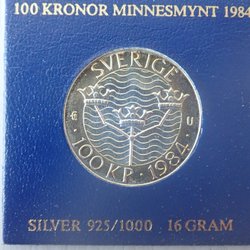 100 KRONOR MINNESMYNT 1984
SVERIGE
U
100 KR 1984
SILVER 925/1000 16 GRAM